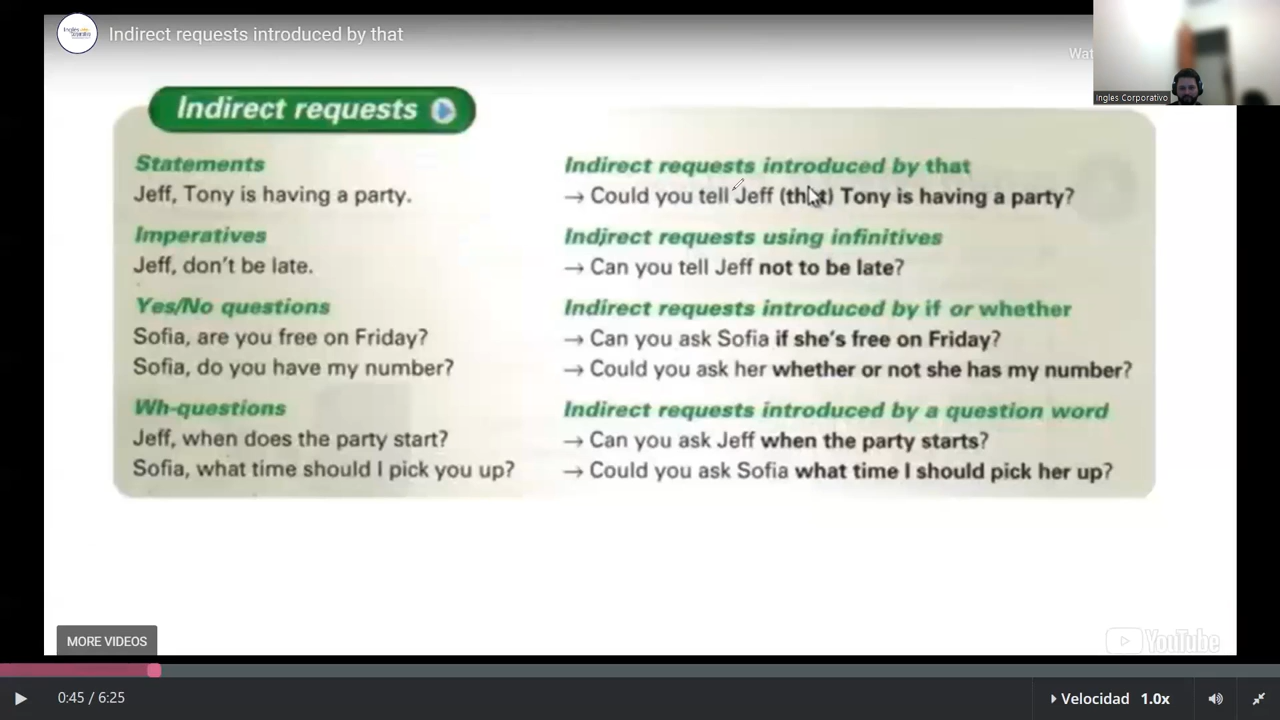 Indirect requests introduced by that
Ingles Corporativo
Indirect requests
Statements
Jeff, Tony is having a party.
Indirect requests introduced by that
→ Could you tell Jeff (that) Tony is having a party?
Imperatives
Jeff, don't be late.
Indirect requests using infinitives
→ Can you tell Jeff not to be late?
Yes/No questions
Sofia, are you free on Friday?
Sofia, do you have my number?
Indirect requests introduced by if or whether
→ Can you ask Sofia if she's free on Friday?
→ Could you ask her whether or not she has my number?
Wh-questions
Jeff, when does the party start?
Sofia, what time should I pick you up?
Indirect requests introduced by a question word
→ Can you ask Jeff when the party starts?
→ Could you ask Sofia what time I should pick her up?
MORE VIDEOS
YouTube
0:45 / 6:25
Velocidad 1.0x